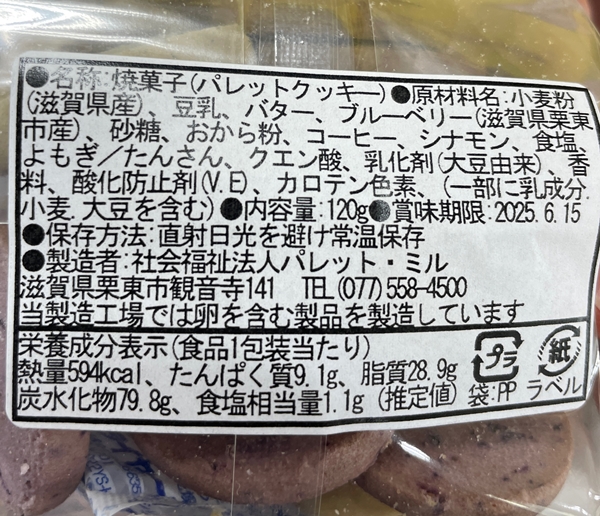 ●名称:焼菓子(パレットクッキー)●原材料名:小麦粉
(滋賀県産)、豆乳、バター、ブルーベリー(滋賀県栗東
市産)、砂糖、おから粉、コーヒー、シナモン、食塩、
よもぎ/たんさん、クエン酸、乳化剤(大豆由来)、香
料、酸化防止剤(V.E)、カロテン色素、(一部に乳成分.
小麦.大豆を含む)●内容量:120g●賞味期限:2025.6.15
●保存方法:直射日光を避け常温保存
●製造者:社会福祉法人パレット・ミル
滋賀県栗東市観音寺141 TEL(077)558-4500
当製造工場では卵を含む製品を製造しています
栄養成分表示(食品1包装当たり)
熱量594kcal、たんぱく質9.1g、脂質28.9g
炭水化物79.8g、食塩相当量1.1g(推定値)
プラ
袋:PP
紙
ラベル